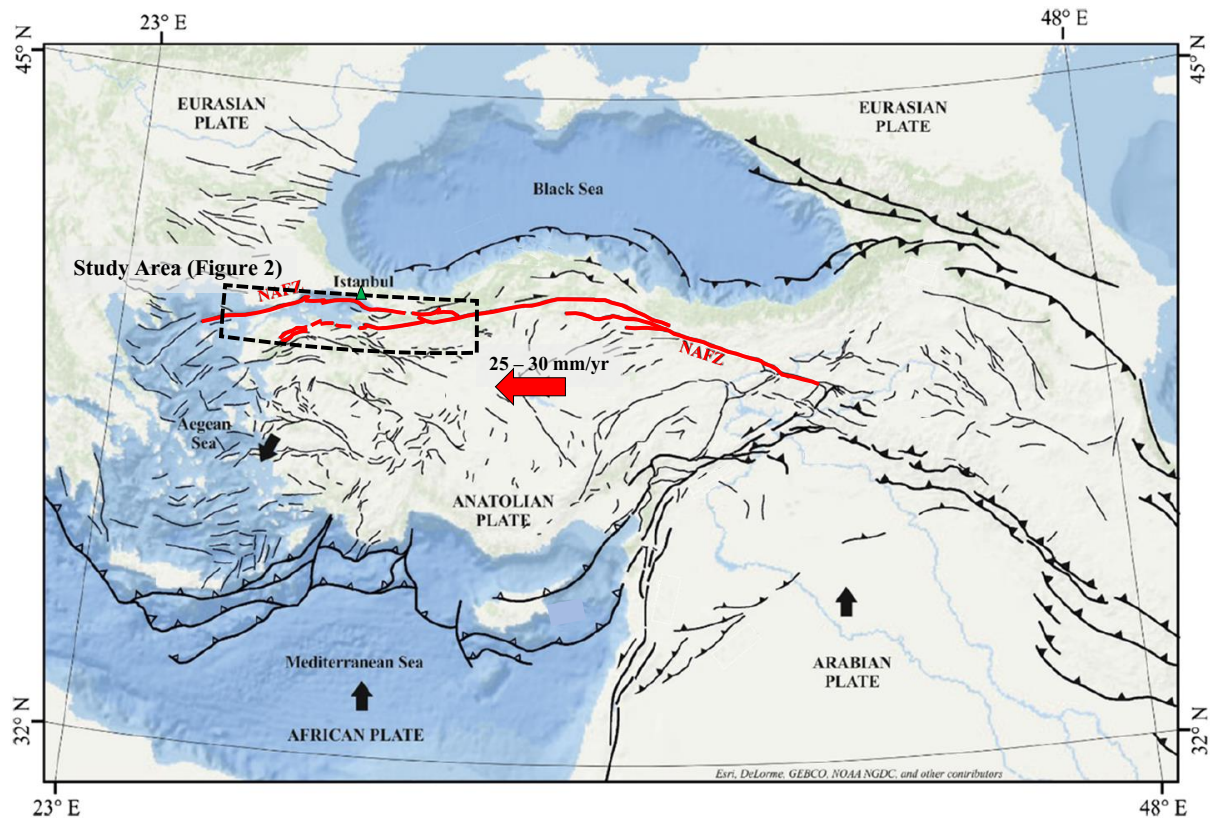 23° E
48° E
45° N
45° N
EURASIAN
PLATE
EURASIAN
PLATE
Black Sea
Study Area (Figure 2)
Istanbul
NAFZ
NAFZ
25 – 30 mm/yr
Aegean
Sea
ANATOLIAN
PLATE
Mediterranean Sea
ARABIAN
PLATE
AFRICAN PLATE
32° N
32° N
Esri, DeLorme, GEBCO, NOAA NGDC, and other contributors
23° E
48° E